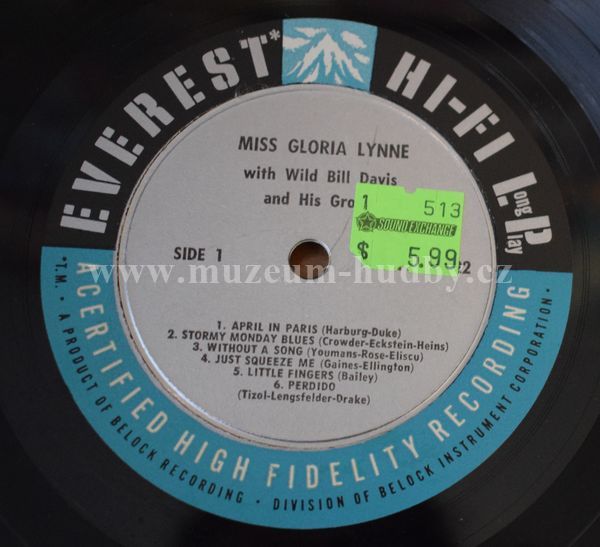 EVEREST*
HI-FI Long Play
MISS GLORIA LYNNE
with Wild Bill Davis
and His Gro
1 513
SOUND EXCHANGE
$ 5.99
SIDE 1
www.muzeum-hudby.cz
1. APRIL IN PARIS (Harburg-Duke)
2. STORMY MONDAY BLUES (Crowder-Eckstein-Heins)
3. WITHOUT A SONG (Youmans-Rose-Eliscu)
4. JUST SQUEEZE ME (Gaines-Ellington)
5. LITTLE FINGERS (Bailey)
6. PERDIDO
(Tizol-Lengsfelder-Drake)
A CERTIFIED HIGH FIDELITY RECORDING
*T.M. • A PRODUCT OF BELOCK RECORDING • DIVISION OF BELOCK INSTRUMENT CORPORATION •